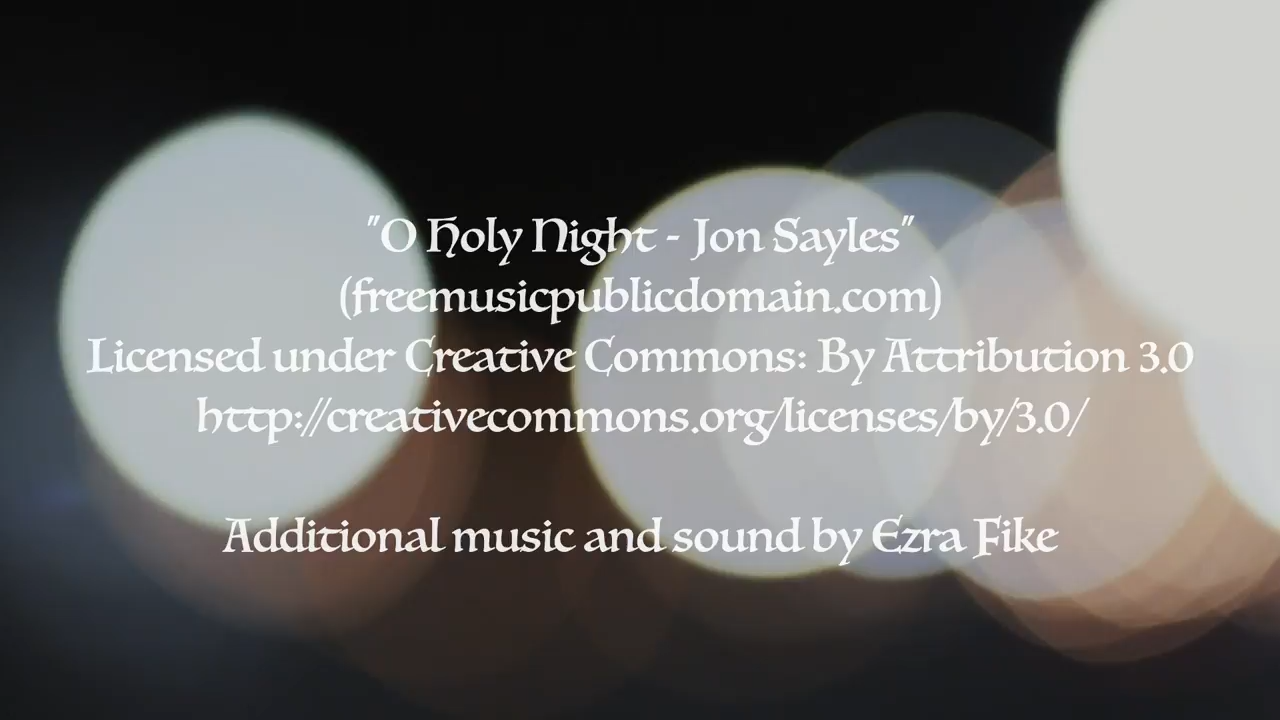 "O Holy Night - Jon Sayles"
(freemusicpublicdomain.com)
Licensed under Creative Commons: By Attribution 3.0
http://creativecommons.org/licenses/by/3.0/
Additional music and sound by Ezra Fike